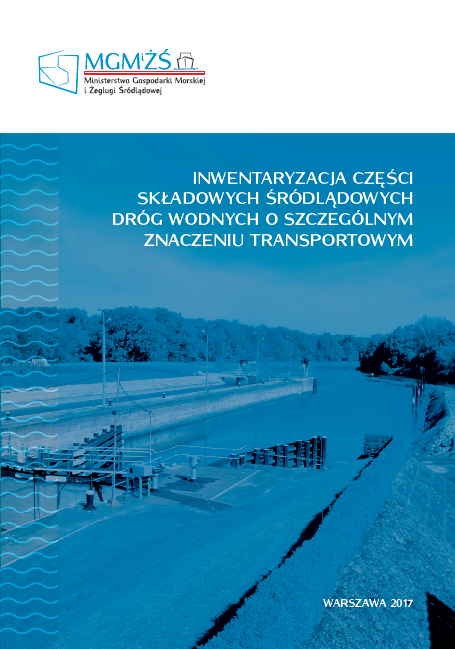 MGMiŻŚ
Ministerstwo Gospodarki Morskiej
i Żeglugi Śródlądowej
INWENTARYZACJA CZĘŚCI
SKŁADOWYCH ŚRÓDLĄDOWYCH
DRÓG WODNYCH O SZCZEGÓLNYM
ZNACZENIU TRANSPORTOWYM
WARSZAWA 2017